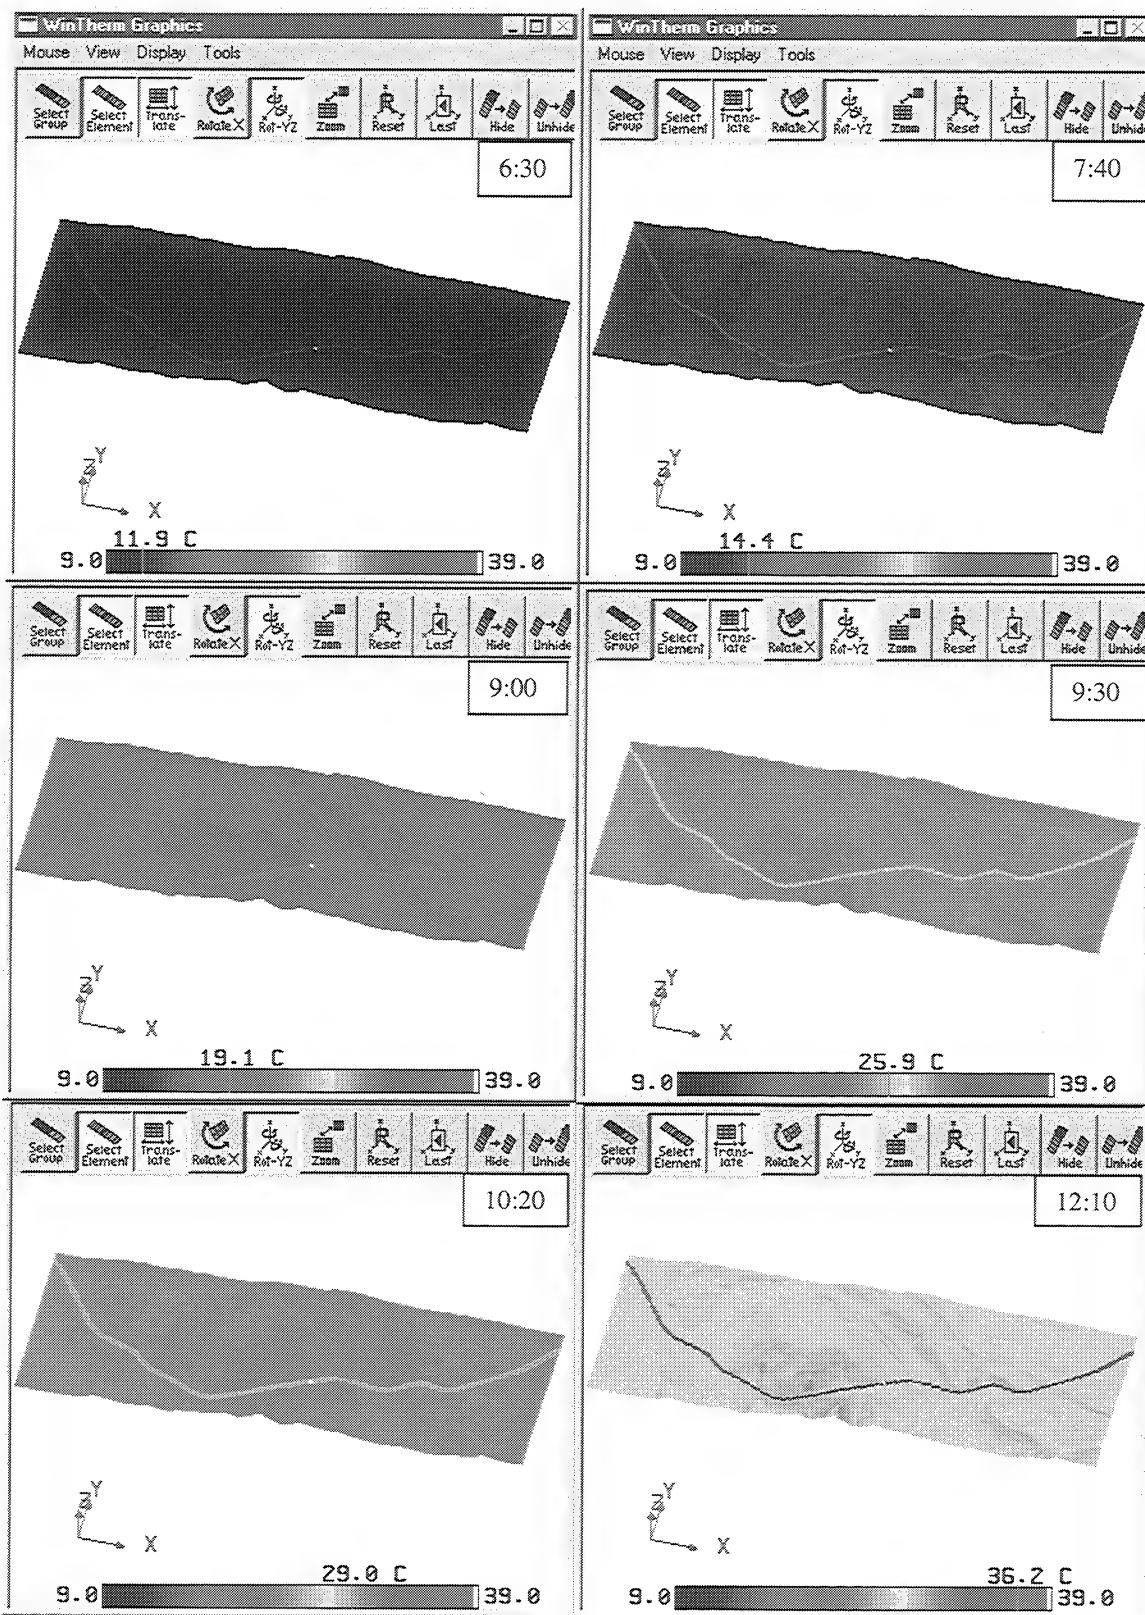 WinTherm Graphics
Mouse View Display Tools
Select Group Select Element Trans-late RotateX Rot-YZ Zoom Reset Last Hide Unhide
6:30
Y
Z
X
11.9 C
9.0 39.0
WinTherm Graphics
Mouse View Display Tools
Select Group Select Element Trans-late RotateX Rot-YZ Zoom Reset Last Hide Unhide
7:40
Y
Z
X
14.4 C
9.0 39.0
Select Group Select Element Trans-late RotateX Rot-YZ Zoom Reset Last Hide Unhide
9:00
Y
Z
X
19.1 C
9.0 39.0
Select Group Select Element Trans-late RotateX Rot-YZ Zoom Reset Last Hide Unhide
9:30
Y
Z
X
25.9 C
9.0 39.0
Select Group Select Element Trans-late RotateX Rot-YZ Zoom Reset Last Hide Unhide
10:20
Y
Z
X
29.0 C
9.0 39.0
Select Group Select Element Trans-late RotateX Rot-YZ Zoom Reset Last Hide Unhide
12:10
Y
Z
X
36.2 C
9.0 39.0